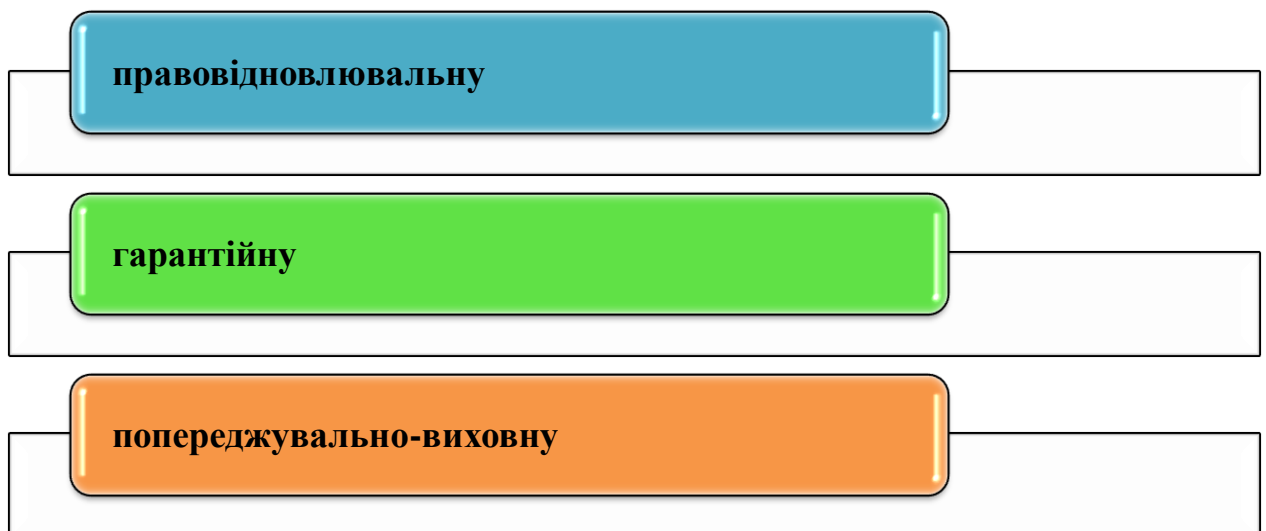 правовідновлювальну
гарантійну
попереджувально-виховну